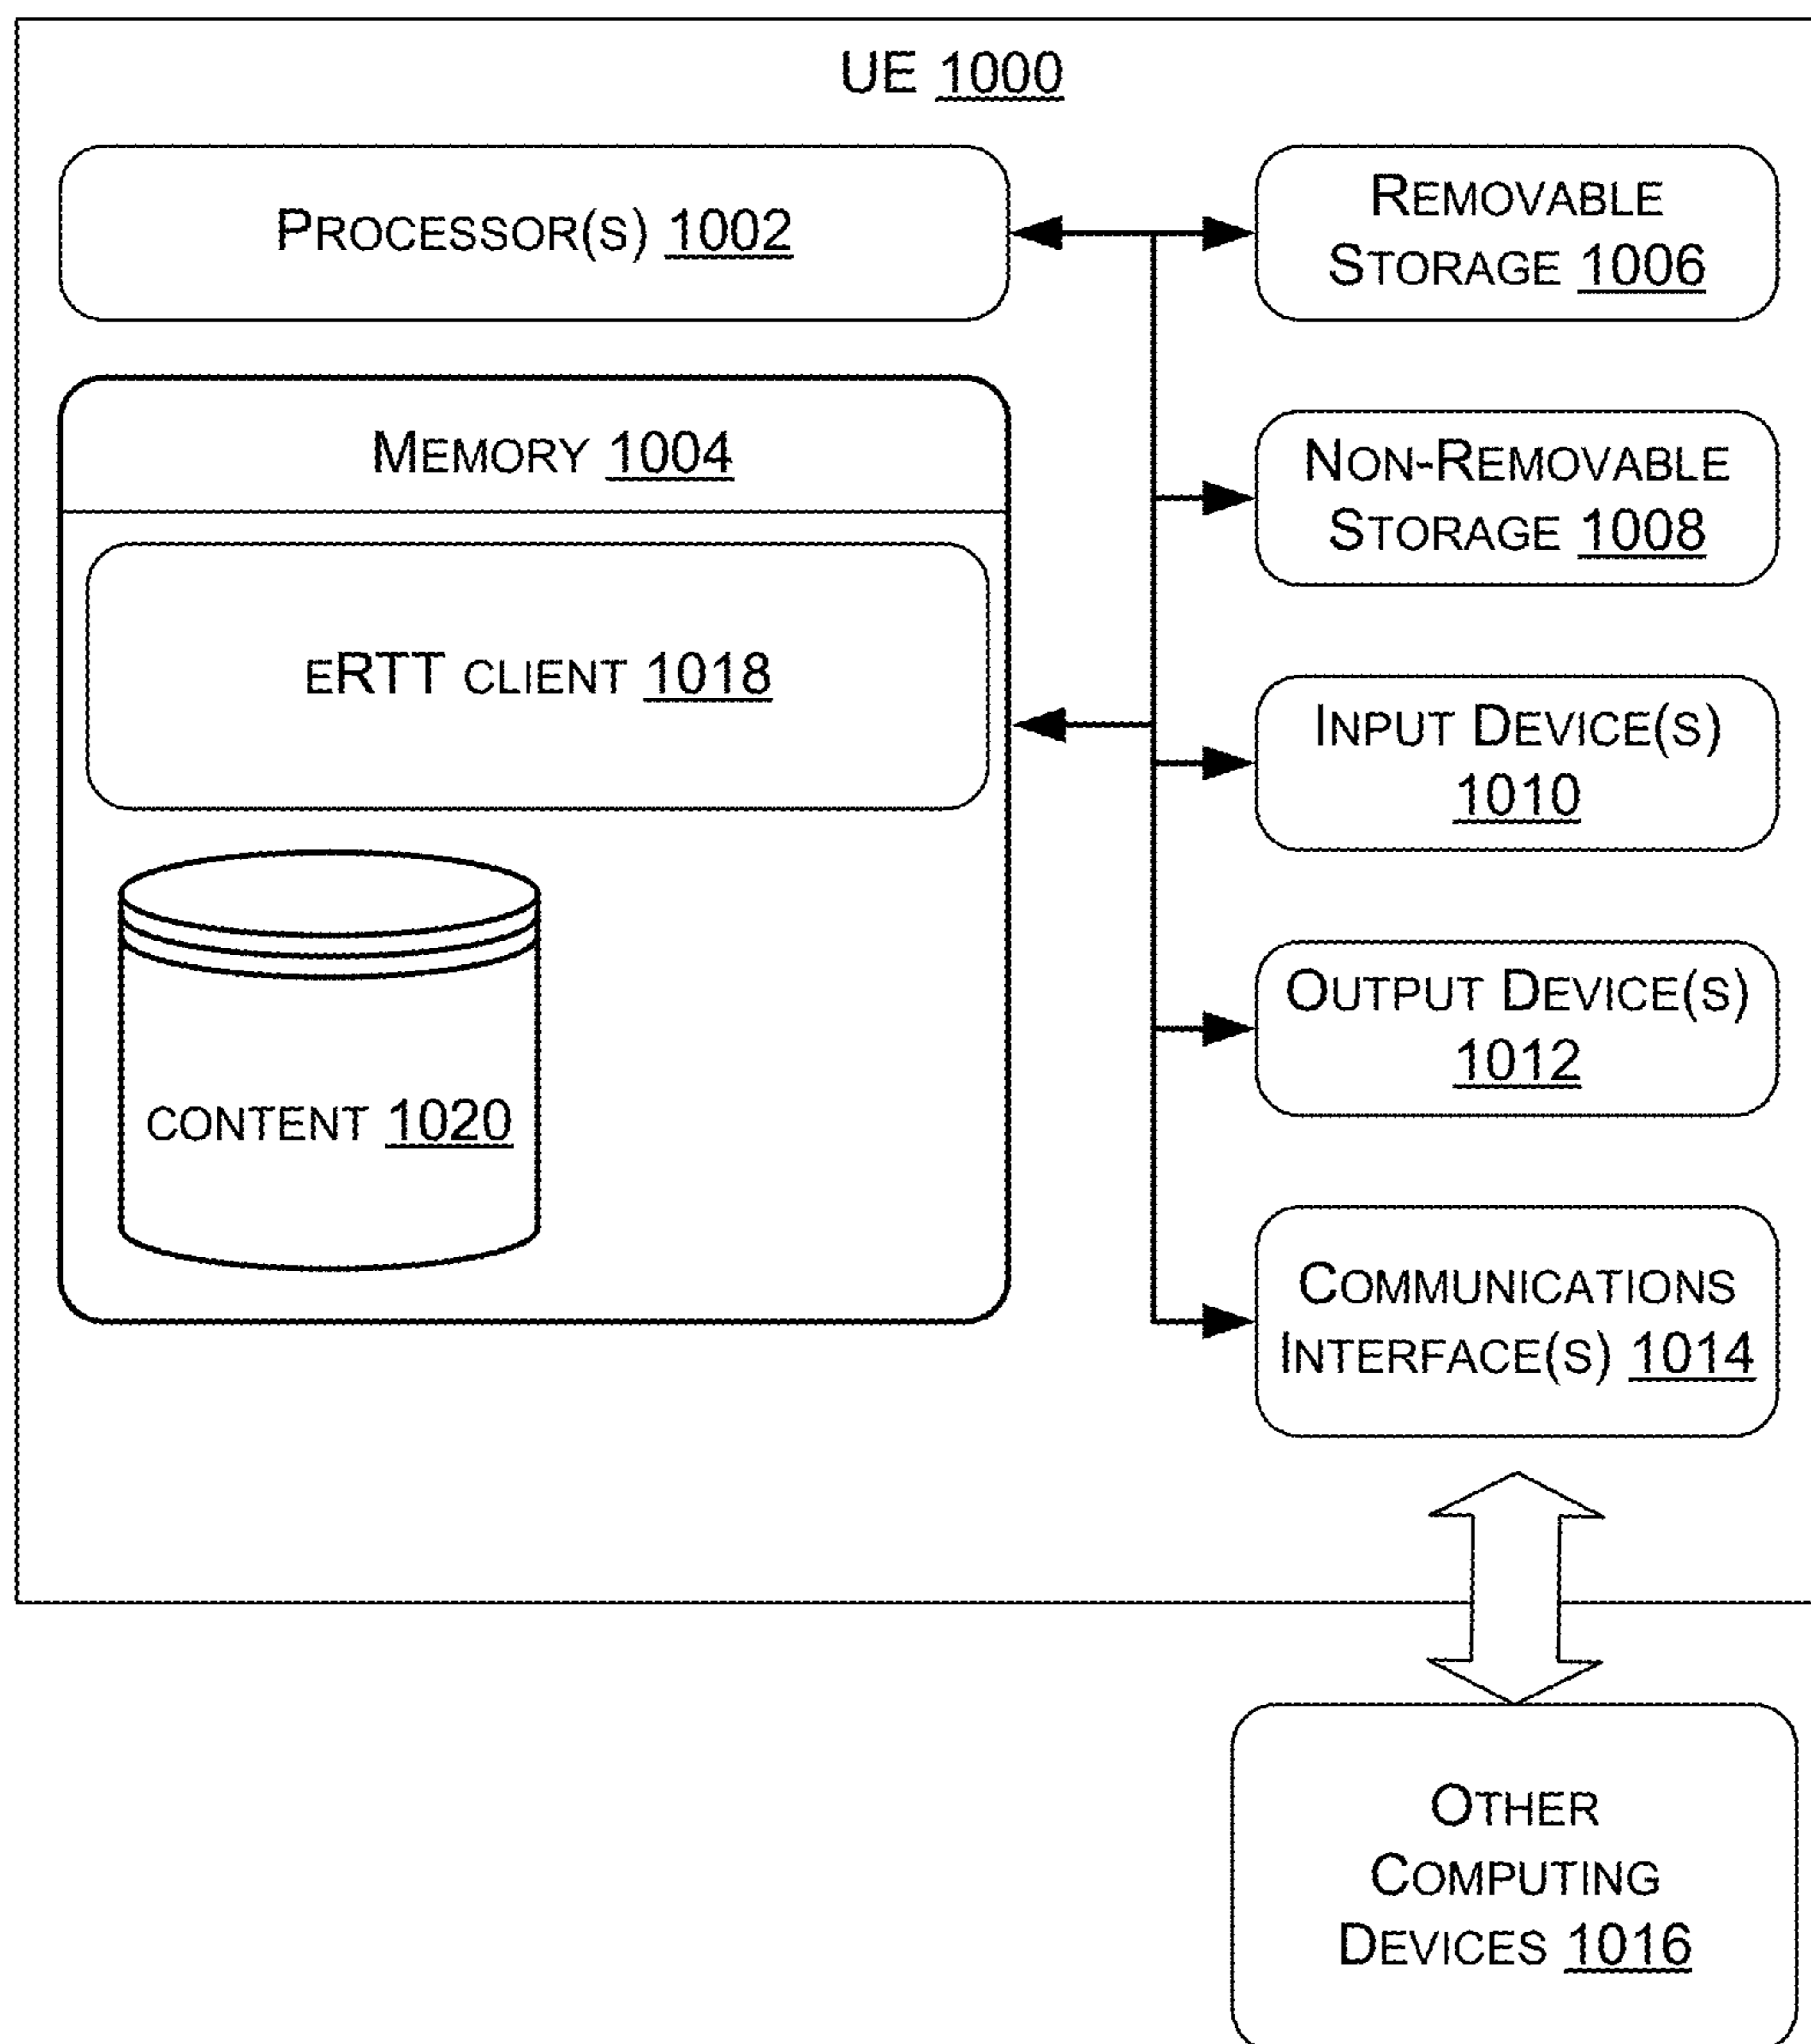 UE 1000
PROCESSOR(S) 1002
REMOVABLE
STORAGE 1006
MEMORY 1004
NON-REMOVABLE
STORAGE 1008
ERTT CLIENT 1018
INPUT DEVICE(S)
1010
OUTPUT DEVICE(S)
1012
CONTENT 1020
COMMUNICATIONS
INTERFACE(S) 1014
OTHER
COMPUTING
DEVICES 1016